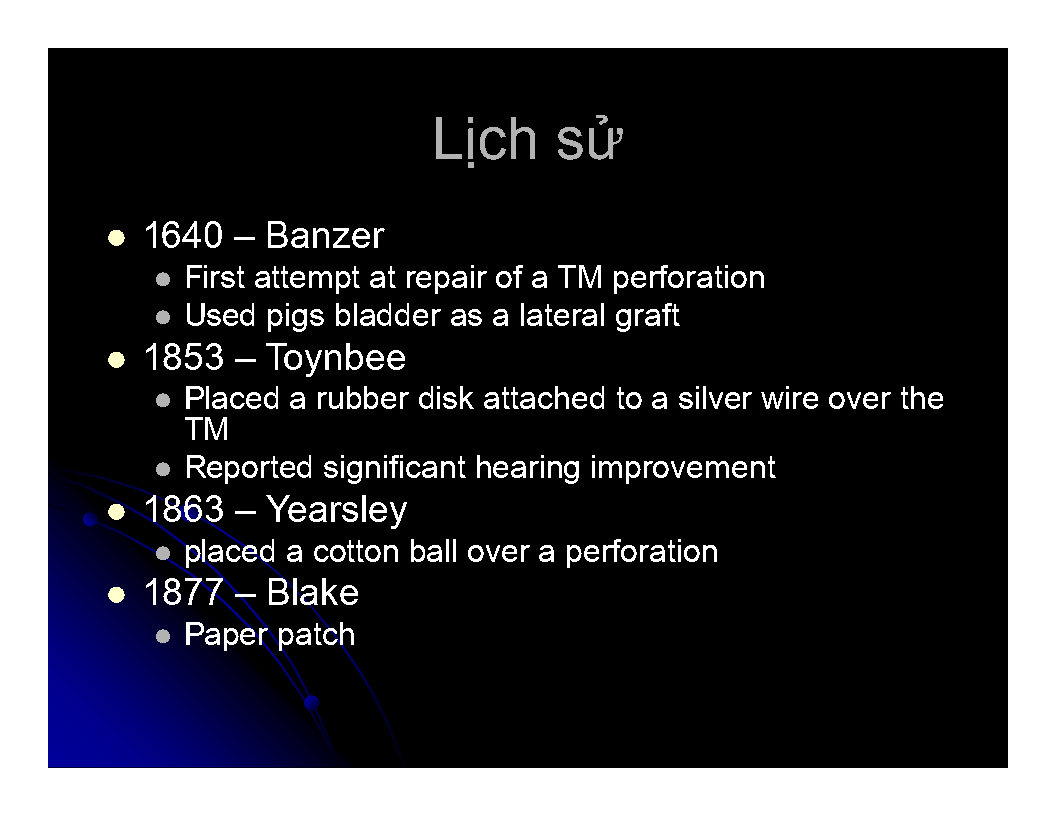 Lịch sử
● 1640 – Banzer
● First attempt at repair of a TM perforation
● Used pigs bladder as a lateral graft
● 1853 – Toynbee
● Placed a rubber disk attached to a silver wire over the
TM
● Reported significant hearing improvement
● 1863 – Yearsley
● placed a cotton ball over a perforation
● 1877 – Blake
● Paper patch